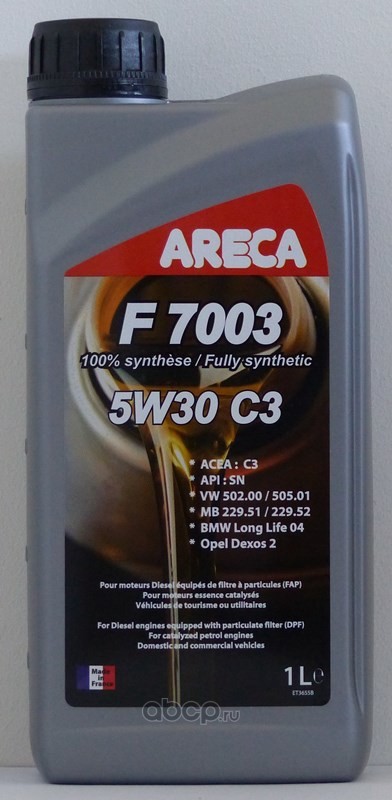 ARECA
F 7003
100% synthèse / Fully synthetic
5W30 C3
* ACEA : C3
* API : SN
* VW 502.00 / 505.01
* MB 229.51 / 229.52
* BMW Long Life 04
* Opel Dexos 2
Pour moteurs Diesel équipés de filtre à particules (FAP)
Pour moteurs essence catalysés
Véhicules de tourisme ou utilitaires
For Diesel engines equipped with particulate filter (DPF)
For catalyzed petrol engines
Domestic and commercial vehicles
Made
in
France
1 L e
ET3655B
abcp.ru